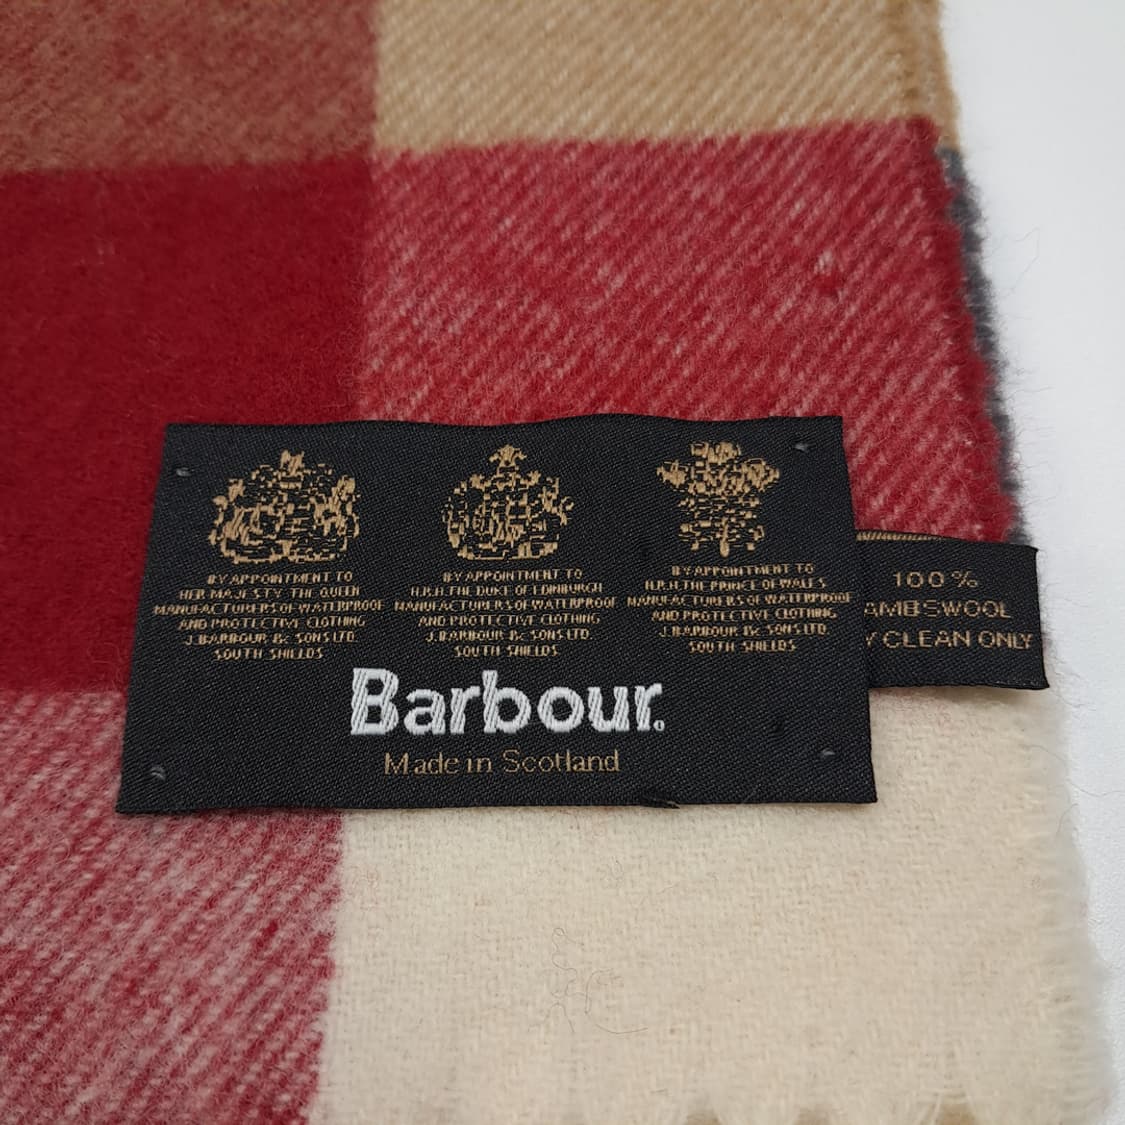 BY APPOINTMENT TO
HER MAJESTY THE QUEEN
MANUFACTURERS OF WATERPROOF
AND PROTECTIVE CLOTHING
J. BARBOUR & SONS LTD.
SOUTH SHIELDS
BY APPOINTMENT TO
H.R.H. THE DUKE OF EDINBURGH
MANUFACTURERS OF WATERPROOF
AND PROTECTIVE CLOTHING
J. BARBOUR & SONS LTD.
SOUTH SHIELDS
BY APPOINTMENT TO
H.R.H. THE PRINCE OF WALES
MANUFACTURERS OF WATERPROOF
AND PROTECTIVE CLOTHING
J. BARBOUR & SONS LTD.
SOUTH SHIELDS
Barbour.
Made in Scotland
100%
AMBSWOOL
Y CLEAN ONLY